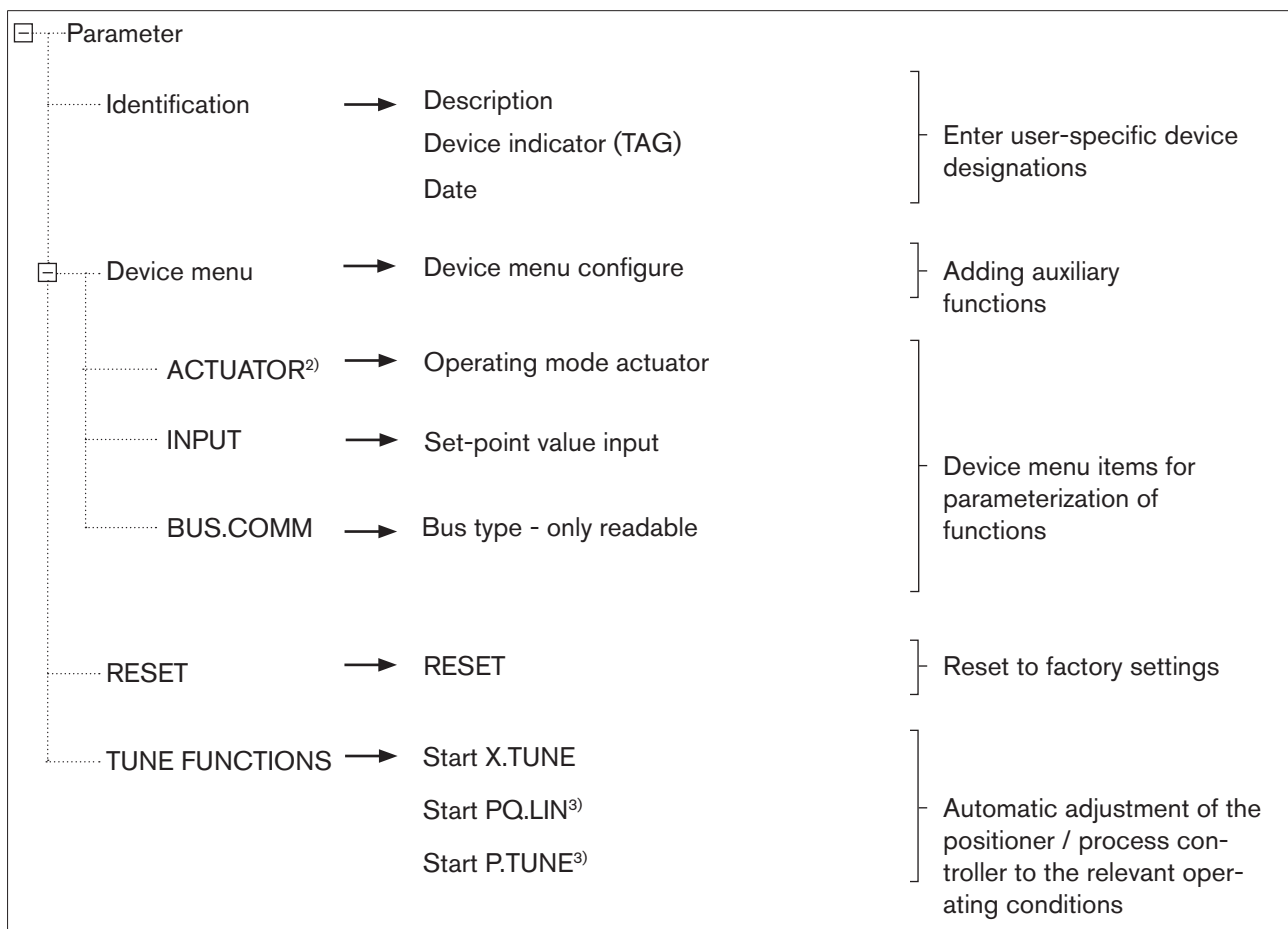 Parameter
Identification
Description
Device indicator (TAG)
Date
Enter user-specific device
designations
Device menu
Device menu configure
Adding auxiliary
functions
ACTUATOR2)
Operating mode actuator
INPUT
Set-point value input
BUS.COMM
Bus type - only readable
Device menu items for
parameterization of
functions
RESET
RESET
Reset to factory settings
TUNE FUNCTIONS
Start X.TUNE
Start PQ.LIN3)
Start P.TUNE3)
Automatic adjustment of the
positioner / process con-
troller to the relevant oper-
ating conditions